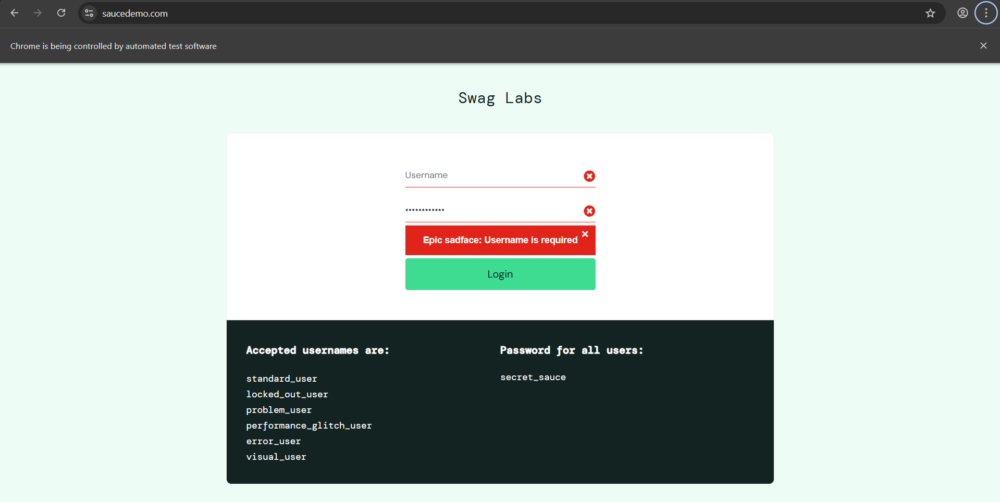 saucedemo.com
Chrome is being controlled by automated test software
Swag Labs
Username
••••••••••••
Epic sadface: Username is required
Login
Accepted usernames are:
standard_user
locked_out_user
problem_user
performance_glitch_user
error_user
visual_user
Password for all users:
secret_sauce